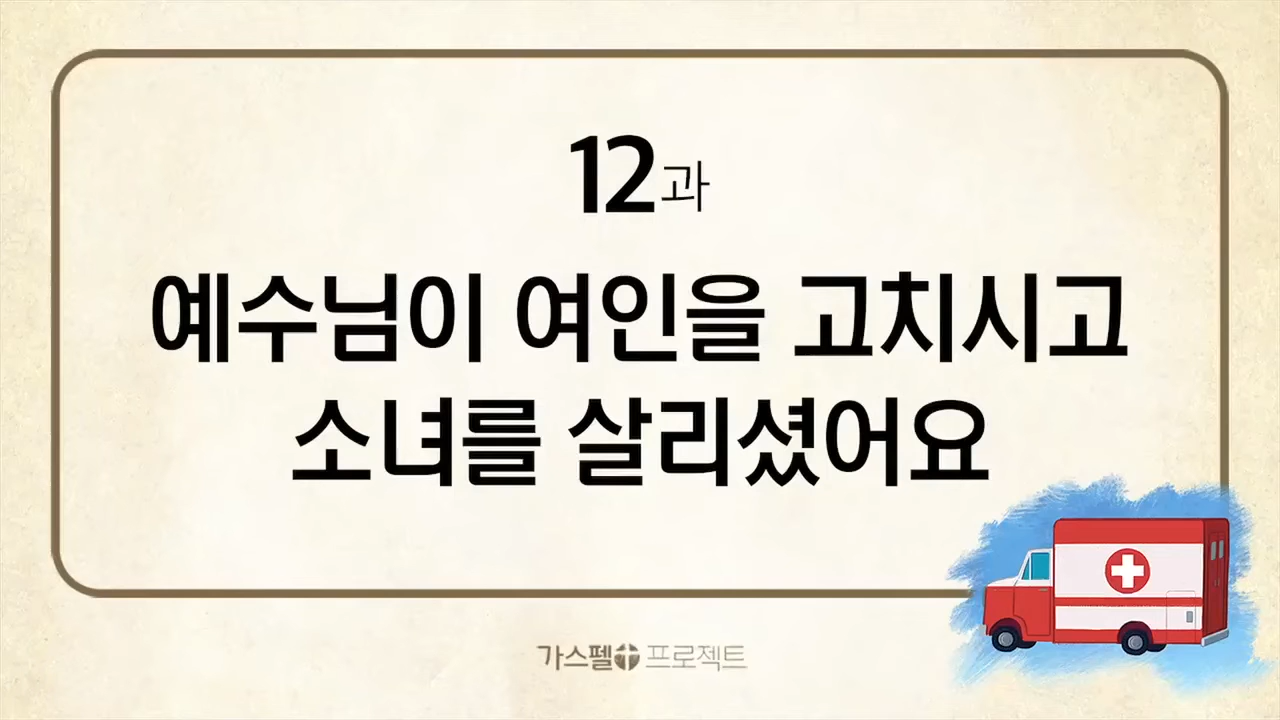 12과
예수님이 여인을 고치시고
소녀를 살리셨어요
가스펠 프로젝트